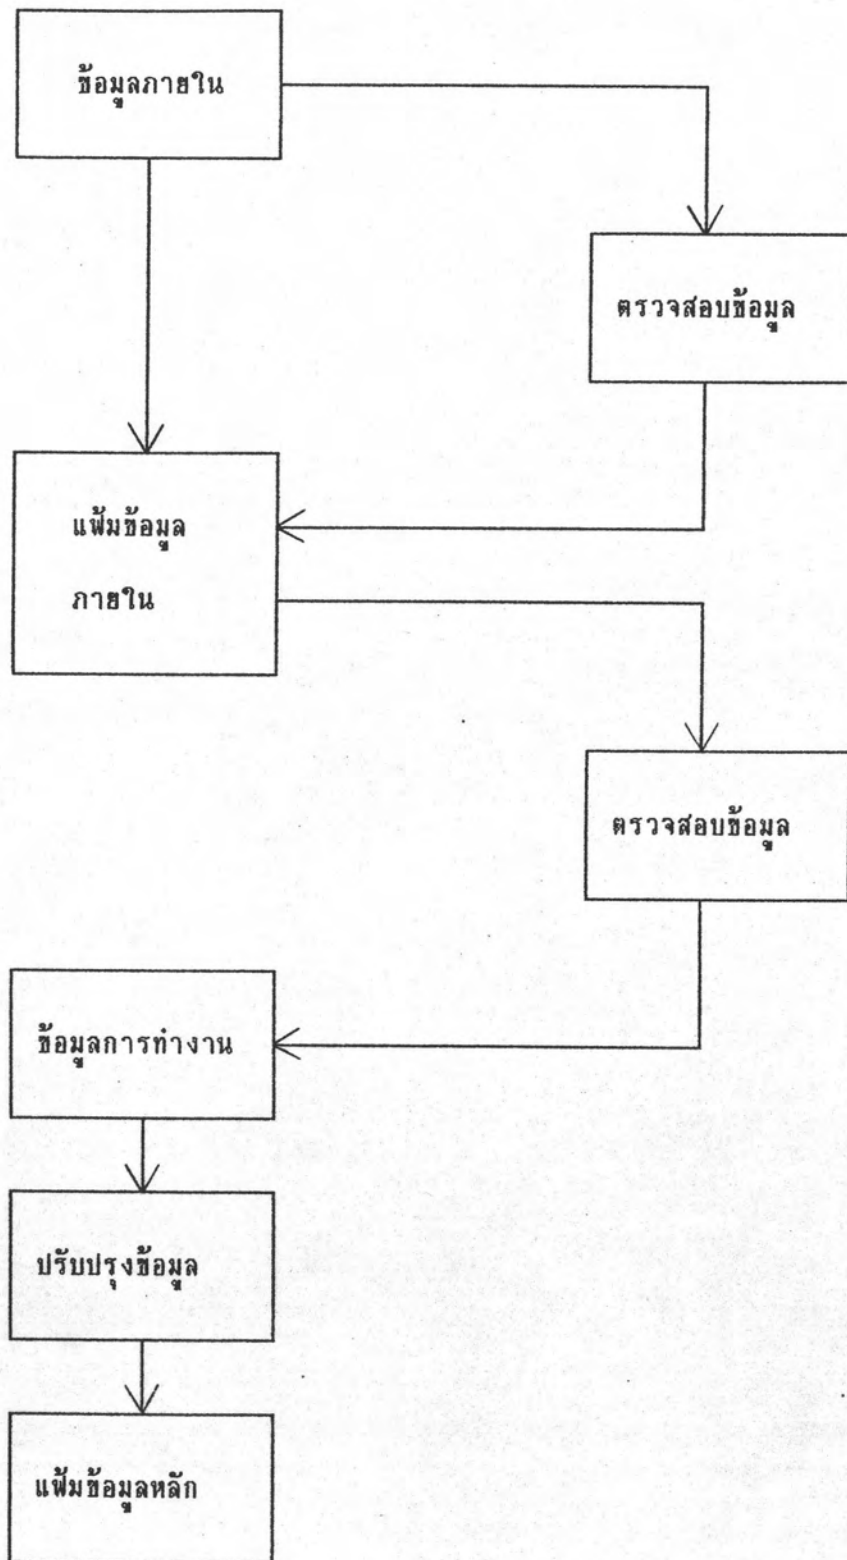 ข้อมูลภายใน
ตรวจสอบข้อมูล
แฟ้มข้อมูล
ภายใน
ตรวจสอบข้อมูล
ข้อมูลการทำงาน
ปรับปรุงข้อมูล
แฟ้มข้อมูลหลัก